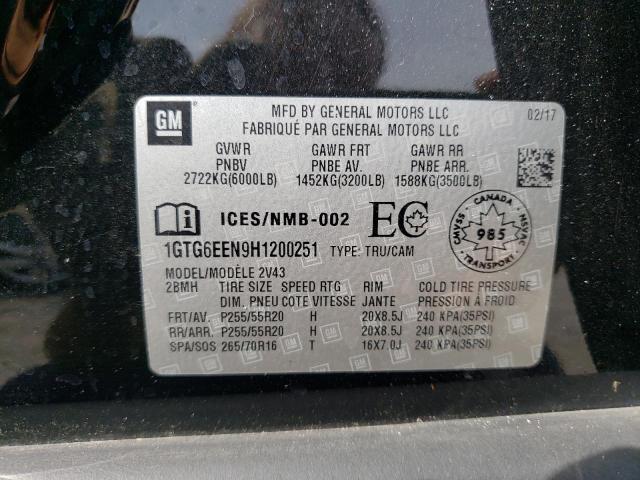 GM
MFD BY GENERAL MOTORS LLC
FABRIQUÉ PAR GENERAL MOTORS LLC
02/17
GVWR GAWR FRT GAWR RR
PNBV PNBE AV. PNBE ARR.
2722KG(6000LB) 1452KG(3200LB) 1588KG(3500LB)
i ICES/NMB-002 EC
CANADA
CMVSS 985 NSVAC
TRANSPORT
1GTG6EEN9H1200251 TYPE: TRU/CAM
MODEL/MODÈLE 2V43
2BMH TIRE SIZE SPEED RTG RIM COLD TIRE PRESSURE
DIM. PNEU COTE VITESSE JANTE PRESSION À FROID
FRT/AV. P255/55R20 H 20X8.5J 240 KPA(35PSI)
RR/ARR. P255/55R20 H 20X8.5J 240 KPA(35PSI)
SPA/SOS 265/70R16 T 16X7.0J 240 KPA(35PSI)